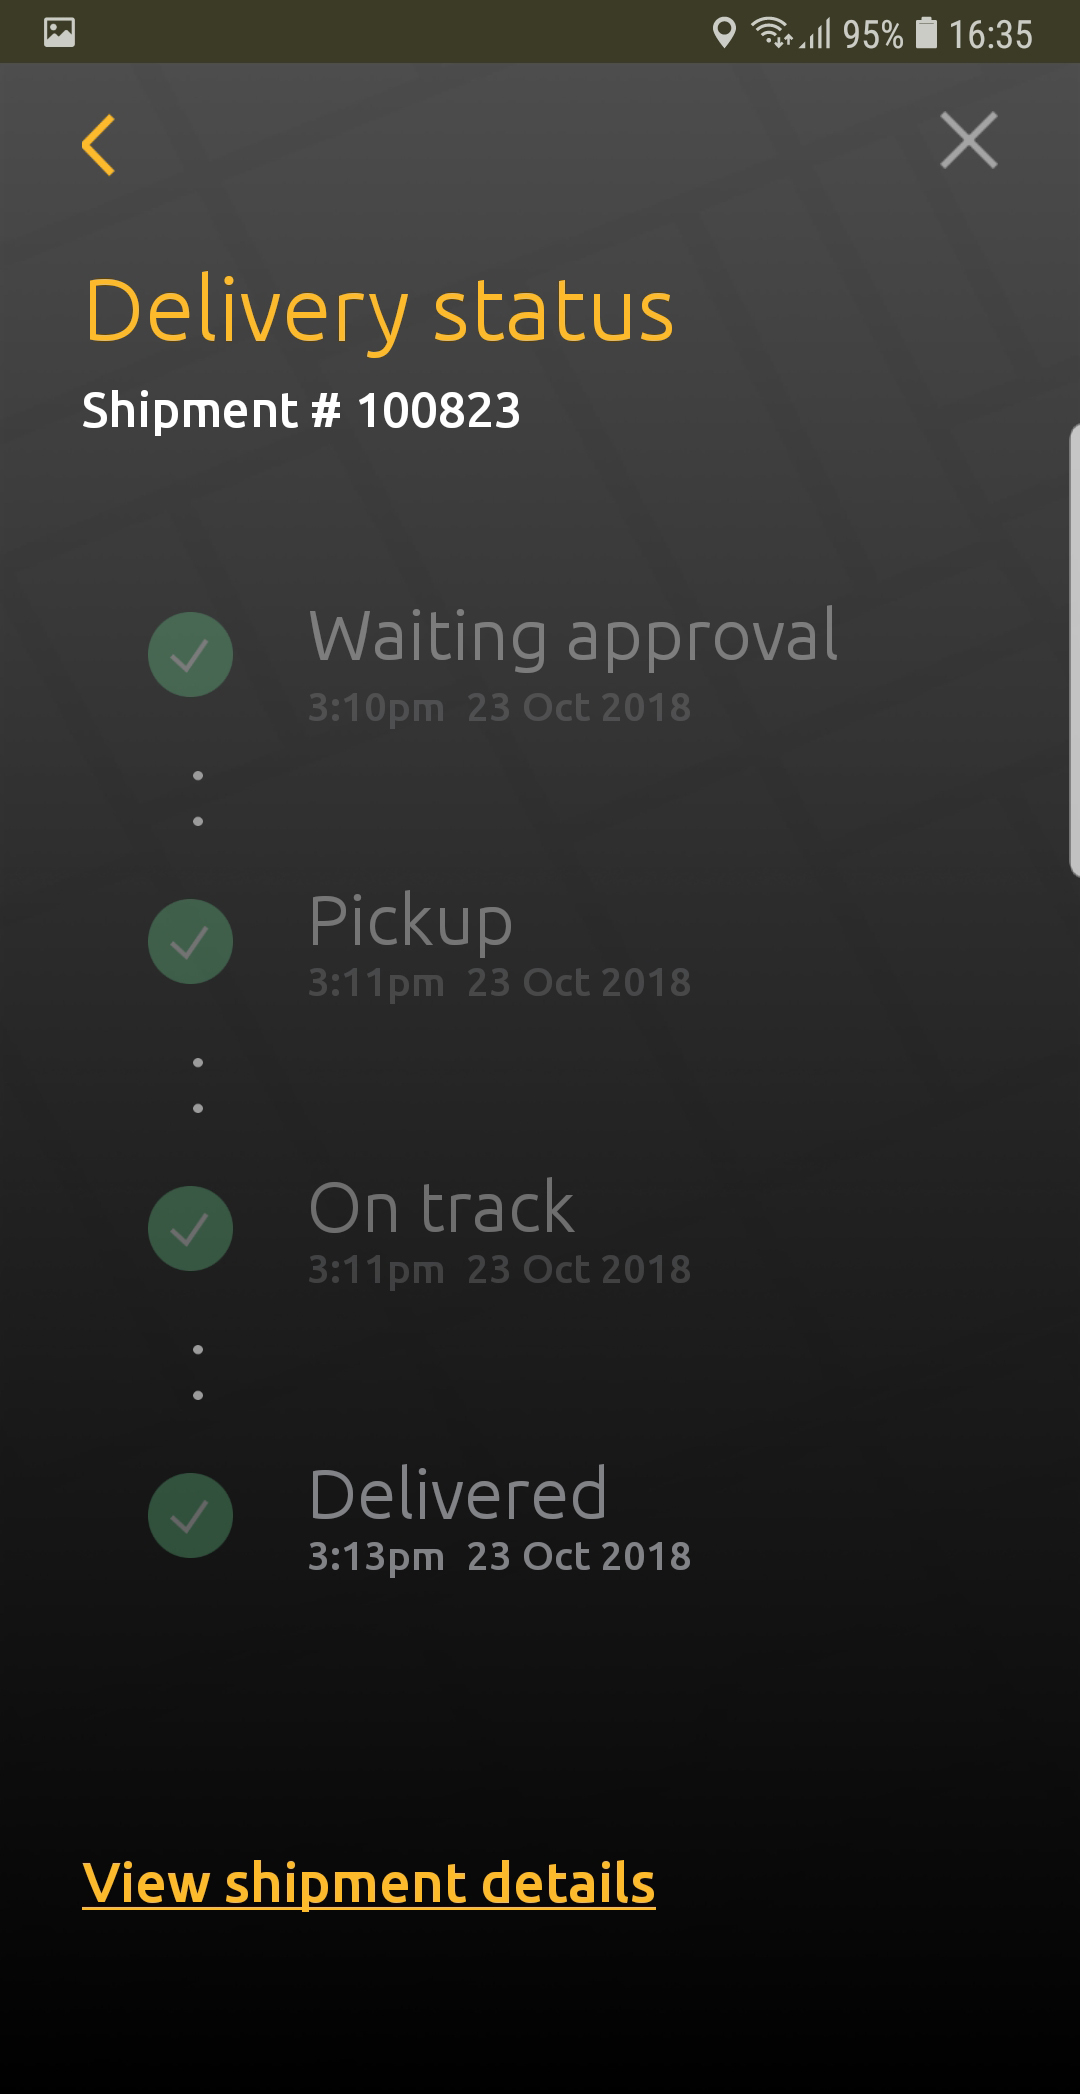 95% 16:35
Delivery status
Shipment # 100823
Waiting approval
3:10pm 23 Oct 2018
Pickup
3:11pm 23 Oct 2018
On track
3:11pm 23 Oct 2018
Delivered
3:13pm 23 Oct 2018
View shipment details